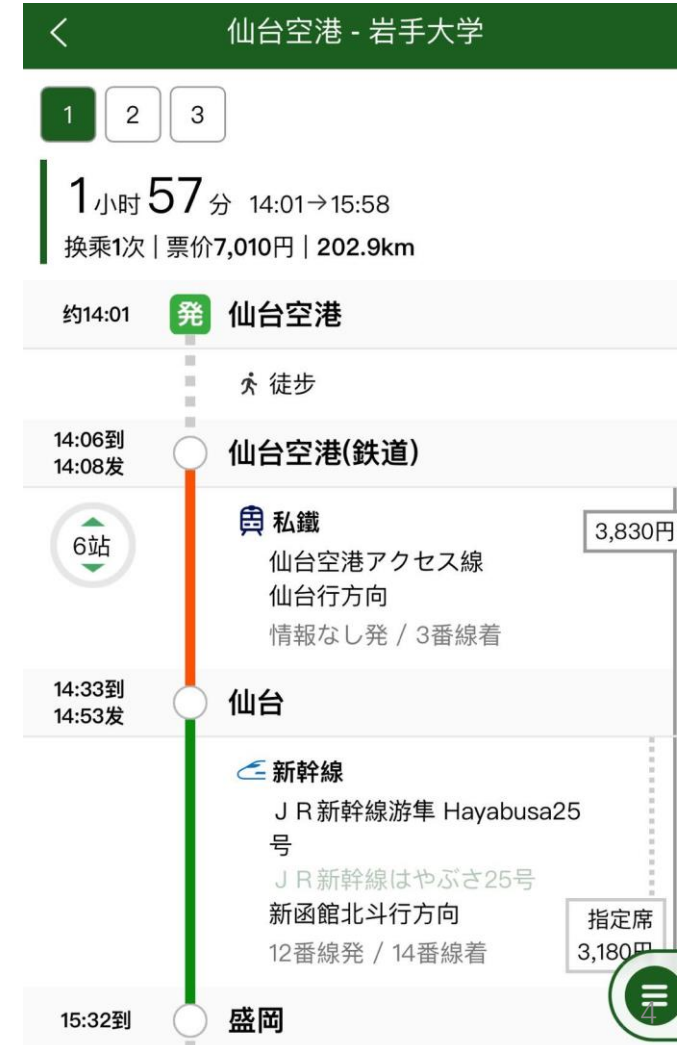 仙台空港 - 岩手大学
1 2 3
1小时57分 14:01→15:58
换乘1次 | 票价7,010円 | 202.9km
约14:01 発 仙台空港
徒步
14:06到
14:08发
仙台空港(鉄道)
6站
私鐵
3,830円
仙台空港アクセス線
仙台行方向
情報なし発 / 3番線着
14:33到
14:53发
仙台
新幹線
ＪＲ新幹線游隼 Hayabusa25
号
ＪＲ新幹線はやぶさ25号
新函館北斗行方向
12番線発 / 14番線着
指定席
3,180円
4
15:32到 盛岡